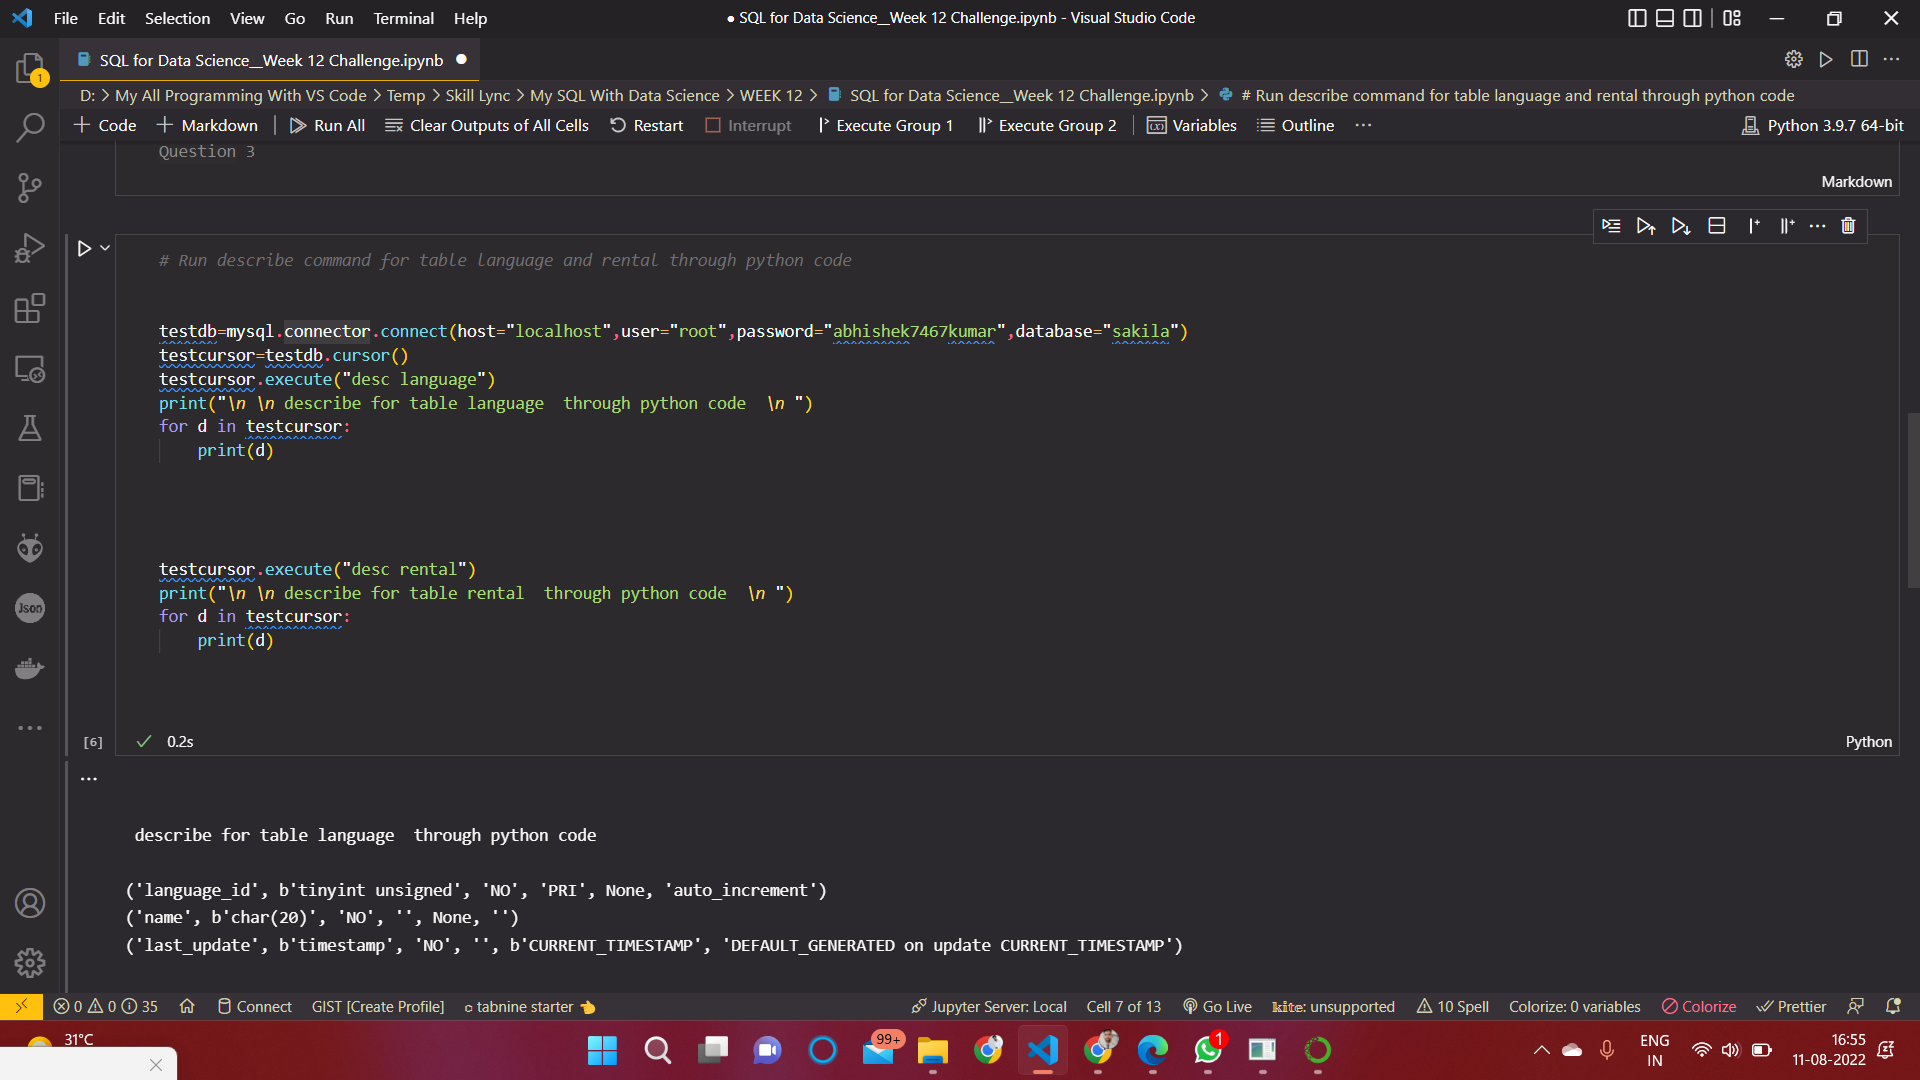 File Edit Selection View Go Run Terminal Help ● SQL for Data Science__Week 12 Challenge.ipynb - Visual Studio Code
SQL for Data Science__Week 12 Challenge.ipynb ●
D: > My All Programming With VS Code > Temp > Skill Lync > My SQL With Data Science > WEEK 12 > SQL for Data Science__Week 12 Challenge.ipynb > # Run describe command for table language and rental through python code
+ Code + Markdown | Run All Clear Outputs of All Cells Restart Interrupt Execute Group 1 Execute Group 2 | Variables Outline ... Python 3.9.7 64-bit
1
Question 3
Markdown
# Run describe command for table language and rental through python code
testdb=mysql.connector.connect(host="localhost",user="root",password="abhishek7467kumar",database="sakila")
testcursor=testdb.cursor()
testcursor.execute("desc language")
print("\n \n describe for table language  through python code  \n ")
for d in testcursor:
    print(d)
testcursor.execute("desc rental")
print("\n \n describe for table rental  through python code  \n ")
for d in testcursor:
    print(d)
Json
[6] ✓ 0.2s Python
...
describe for table language  through python code
('language_id', b'tinyint unsigned', 'NO', 'PRI', None, 'auto_increment')
('name', b'char(20)', 'NO', '', None, '')
('last_update', b'timestamp', 'NO', '', b'CURRENT_TIMESTAMP', 'DEFAULT_GENERATED on update CURRENT_TIMESTAMP')
0 0 35 Connect GIST [Create Profile] tabnine starter 👈 Jupyter Server: Local Cell 7 of 13 Go Live kite: unsupported 10 Spell Colorize: 0 variables Colorize Prettier
31°C 99+ 1 ENG 16:55
IN 11-08-2022